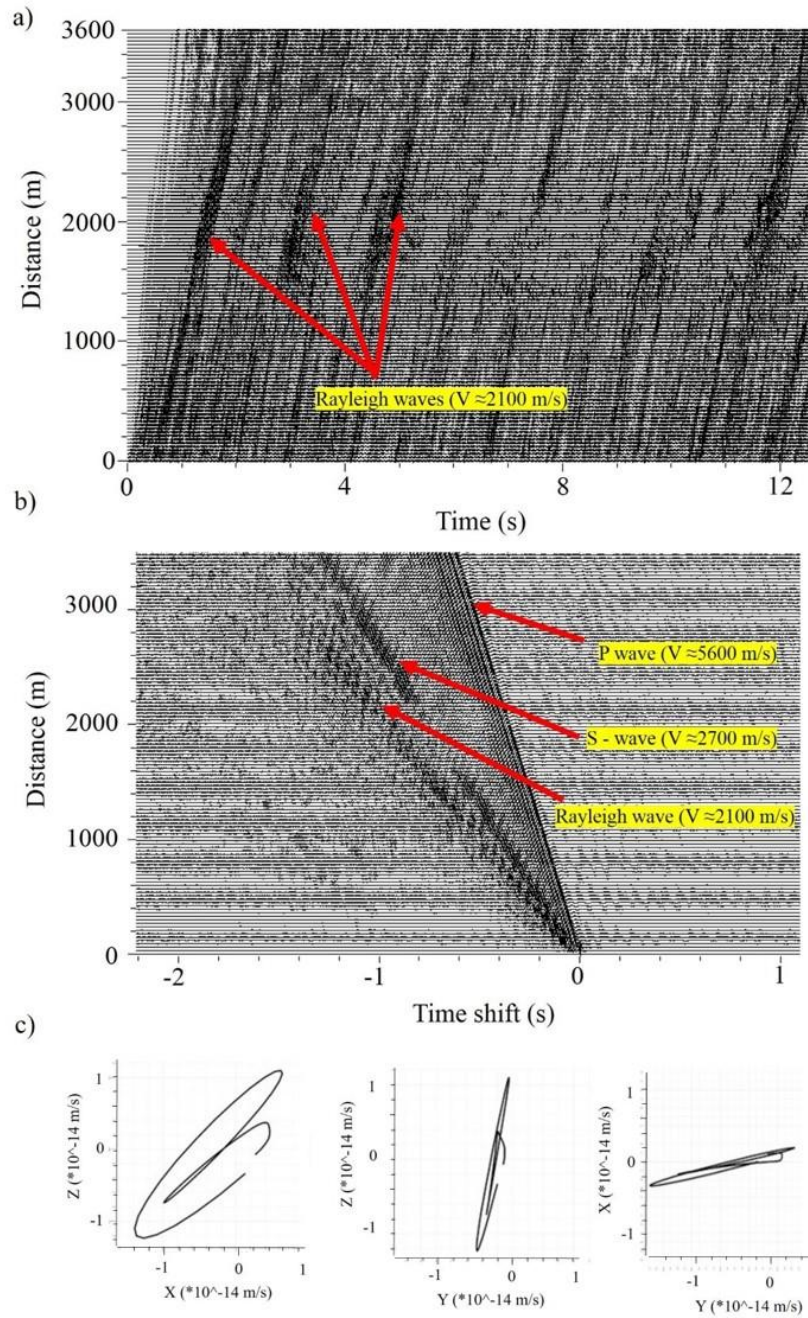 a)
3600
3000
2000
1000
0
Distance (m)
Rayleigh waves (V ≈2100 m/s)
0 4 8 12
Time (s)
b)
3000
2000
1000
0
Distance (m)
P wave (V ≈5600 m/s)
S - wave (V ≈2700 m/s)
Rayleigh wave (V ≈2100 m/s)
-2 -1 0 1
Time shift (s)
c)
Z (*10^-14 m/s)
1
0
-1
-1 0 1
X (*10^-14 m/s)
Z (*10^-14 m/s)
1
0
-1
-1 0
Y (*10^-14 m/s)
X (*10^-14 m/s)
1
0
-1
-1 0
Y (*10^-14 m/s)